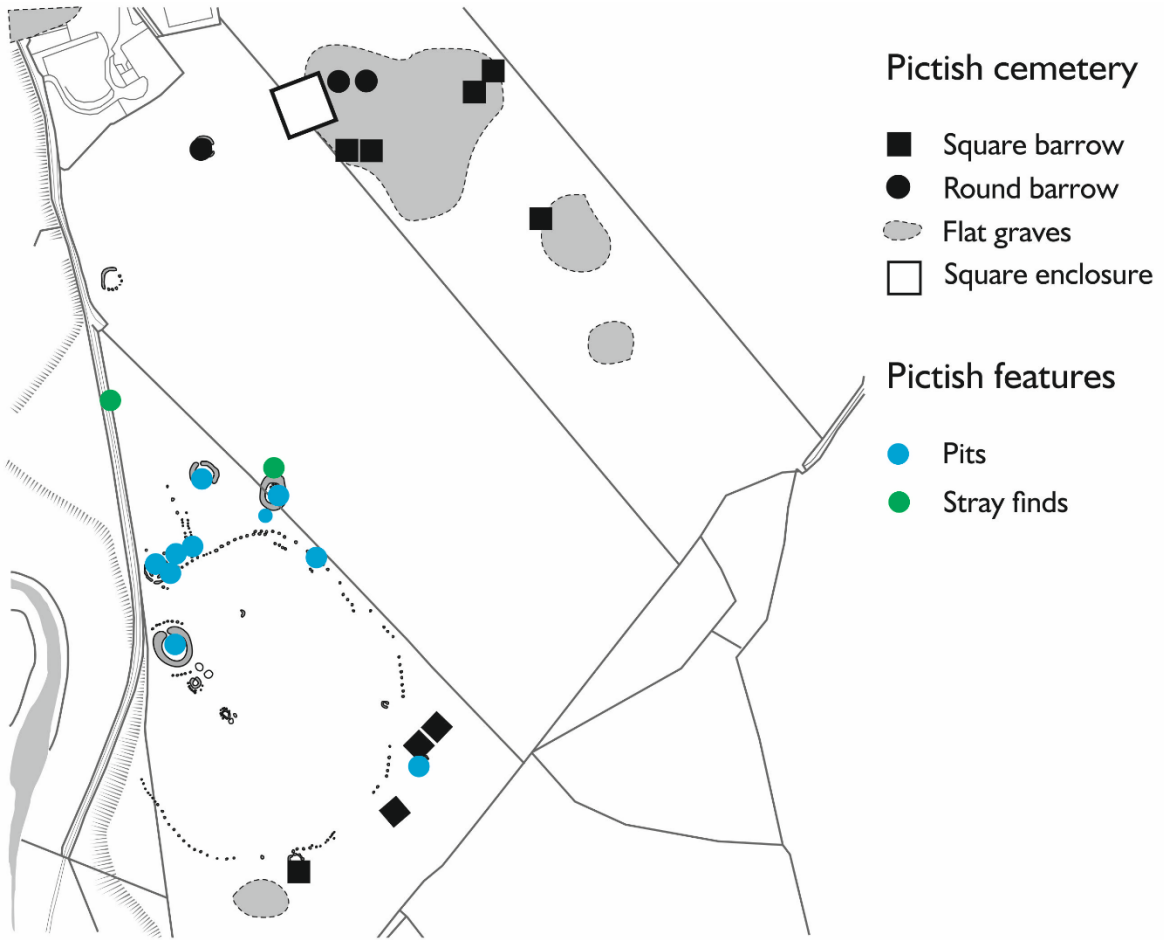 Pictish cemetery
Square barrow
Round barrow
Flat graves
Square enclosure
Pictish features
Pits
Stray finds